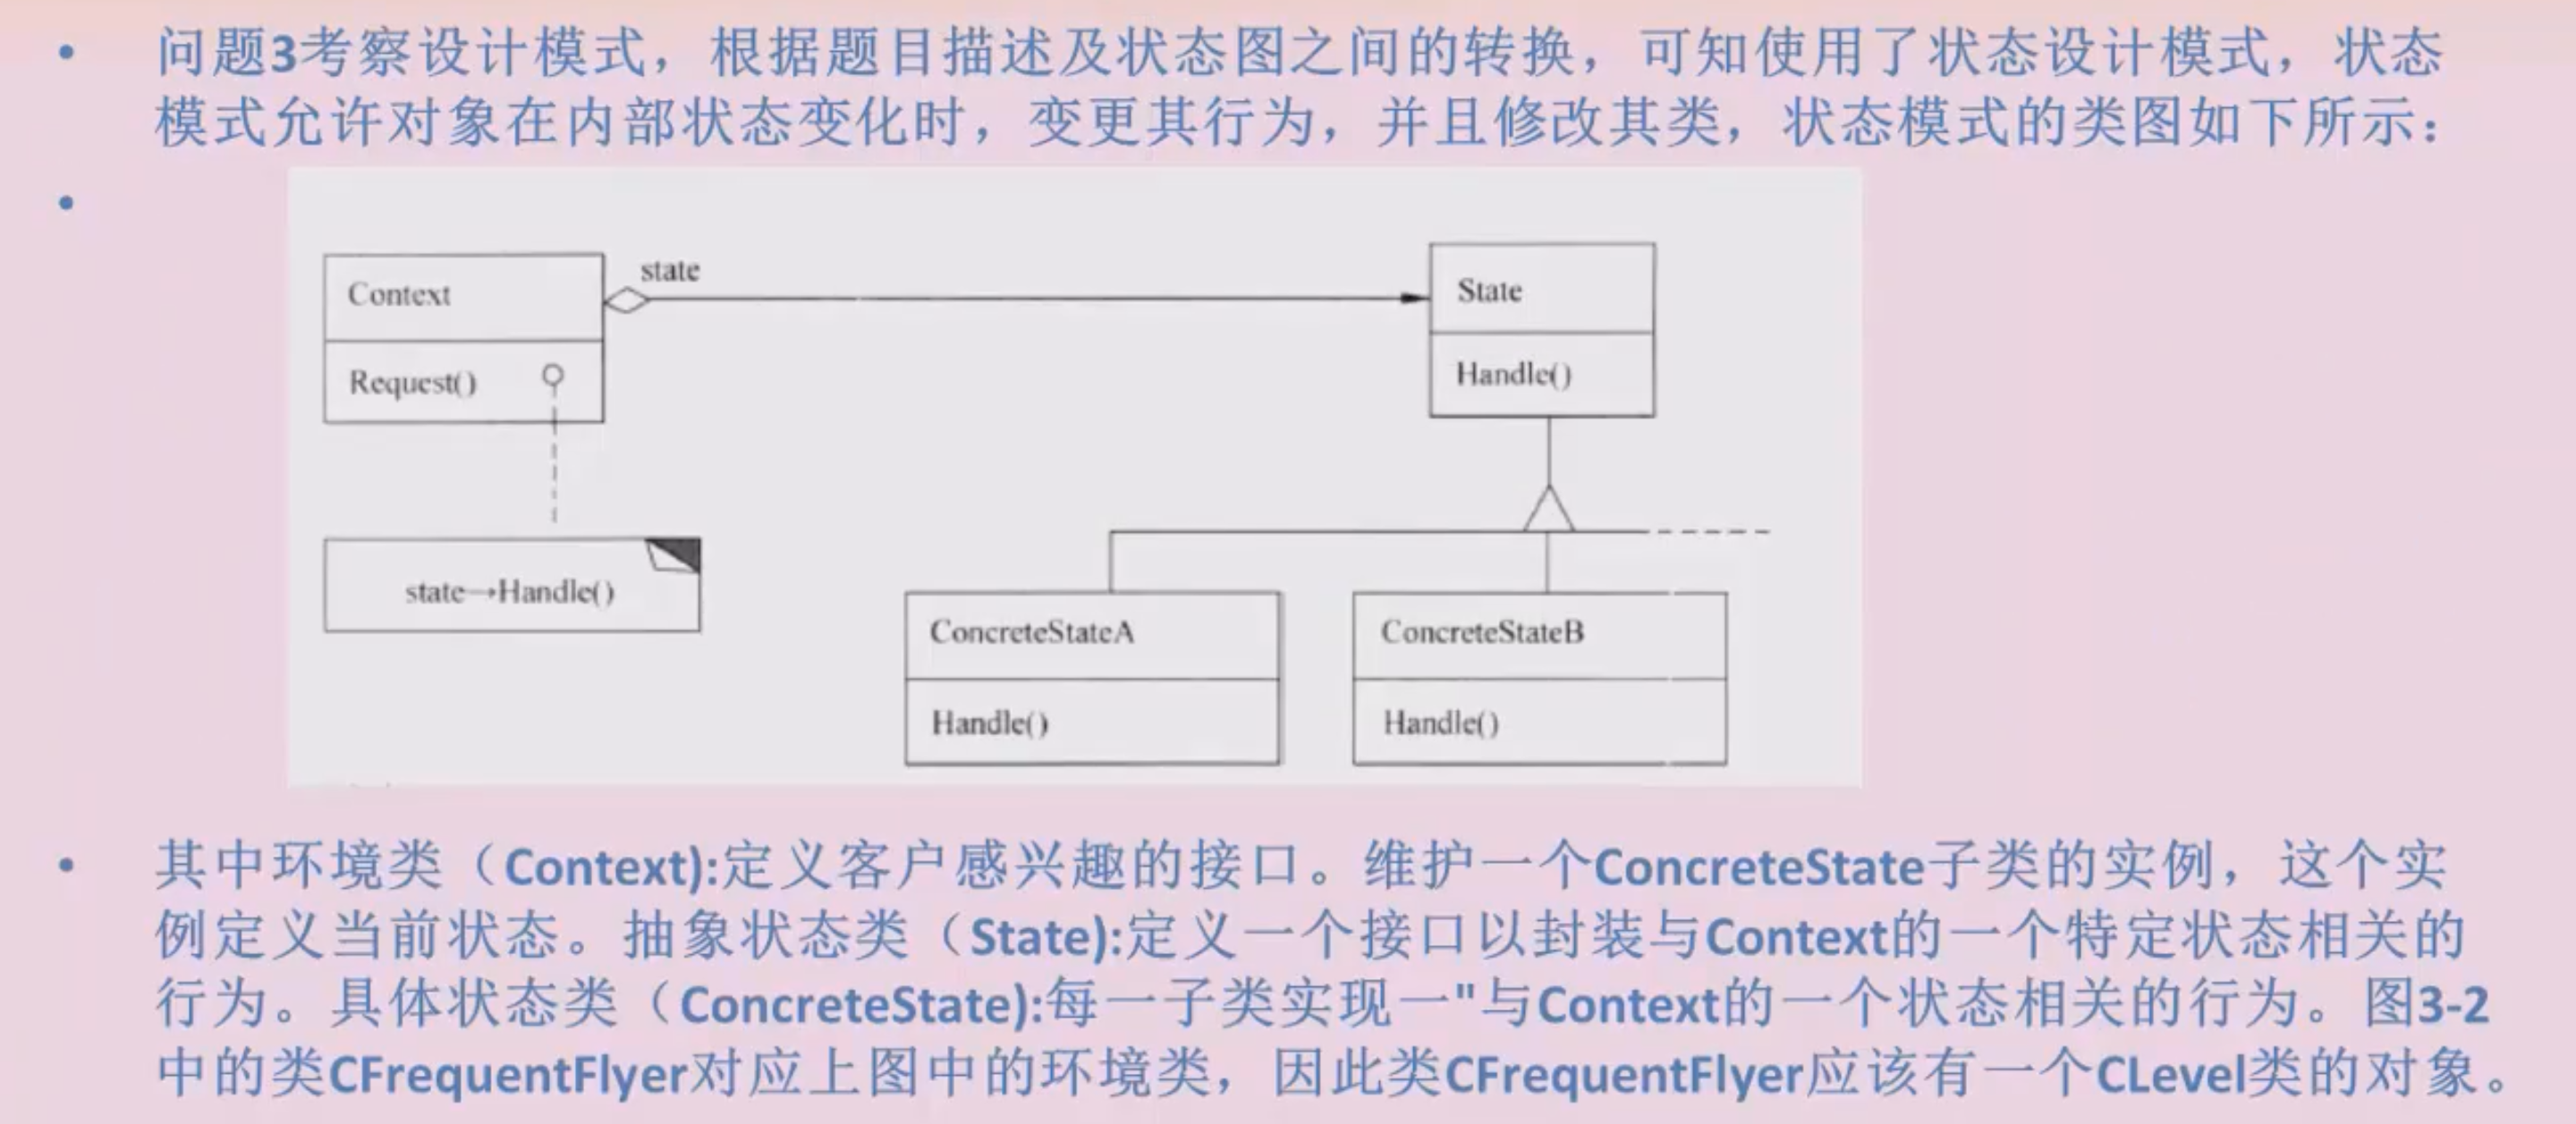 • 问题3考察设计模式，根据题目描述及状态图之间的转换，可知使用了状态设计模式，状态
模式允许对象在内部状态变化时，变更其行为，并且修改其类，状态模式的类图如下所示：
•
state
Context
State
Request()
Handle()
state→Handle()
ConcreteStateA
ConcreteStateB
Handle()
Handle()
• 其中环境类（Context):定义客户感兴趣的接口。维护一个ConcreteState子类的实例，这个实
例定义当前状态。抽象状态类（State):定义一个接口以封装与Context的一个特定状态相关的
行为。具体状态类（ConcreteState):每一子类实现一"与Context的一个状态相关的行为。图3-2
中的类CFrequentFlyer对应上图中的环境类，因此类CFrequentFlyer应该有一个CLevel类的对象。